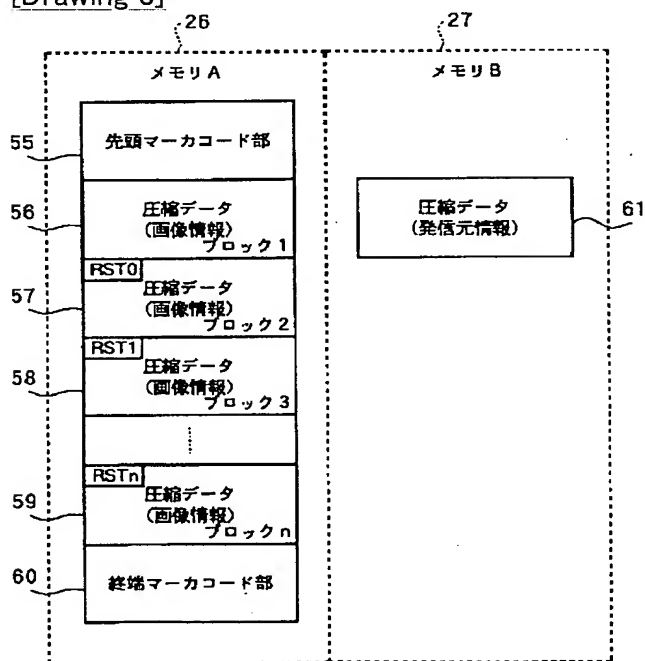 26
27
メモリA
メモリB
55
先頭マーカコード部
56
圧縮データ
(画像情報)
ブロック1
圧縮データ
(発信元情報)
61
57
RST0
圧縮データ
(画像情報)
ブロック2
58
RST1
圧縮データ
(画像情報)
ブロック3
59
RSTn
圧縮データ
(画像情報)
ブロックn
60
終端マーカコード部